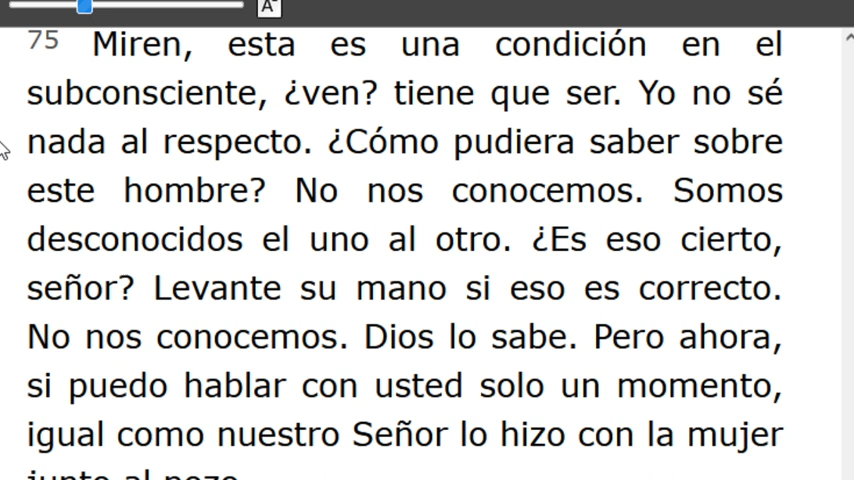 A
75 Miren, esta es una condición en el
subconsciente, ¿ven? tiene que ser. Yo no sé
nada al respecto. ¿Cómo pudiera saber sobre
este hombre? No nos conocemos. Somos
desconocidos el uno al otro. ¿Es eso cierto,
señor? Levante su mano si eso es correcto.
No nos conocemos. Dios lo sabe. Pero ahora,
si puedo hablar con usted solo un momento,
igual como nuestro Señor lo hizo con la mujer
junto al pozo.